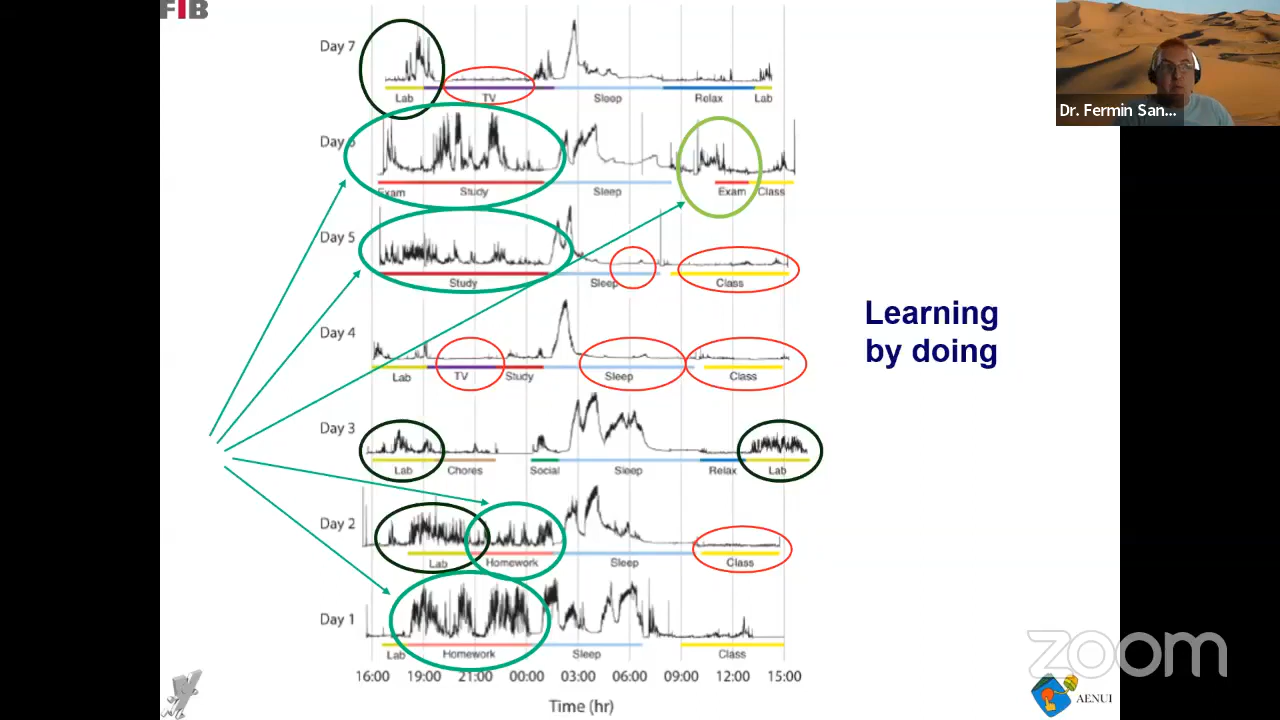 FIB
Dr. Fermin San...
Day 7
Lab
TV
Sleep
Relax
Lab
Day 6
Exam
Study
Sleep
Exam
Class
Day 5
Study
Sleep
Class
Learning
by doing
Day 4
Lab
TV
Study
Sleep
Class
Day 3
Lab
Chores
Social
Sleep
Relax
Lab
Day 2
Lab
Homework
Sleep
Class
Day 1
Lab
Homework
Sleep
Class
16:00 19:00 21:00 00:00 03:00 06:00 09:00 12:00 15:00
Time (hr)
zoom
AENUI